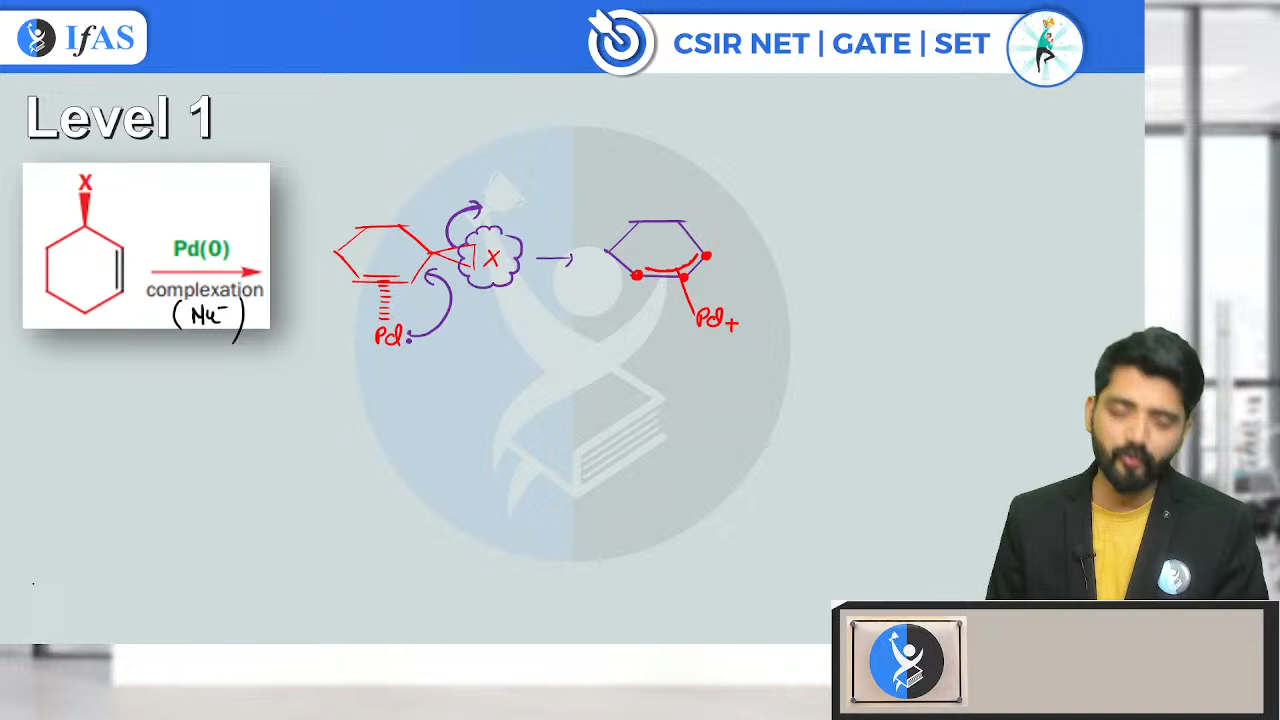 IfAS
CSIR NET | GATE | SET
Level 1
X
Pd(0)
complexation
(Nu⁻)
X
Pd:
Pd+